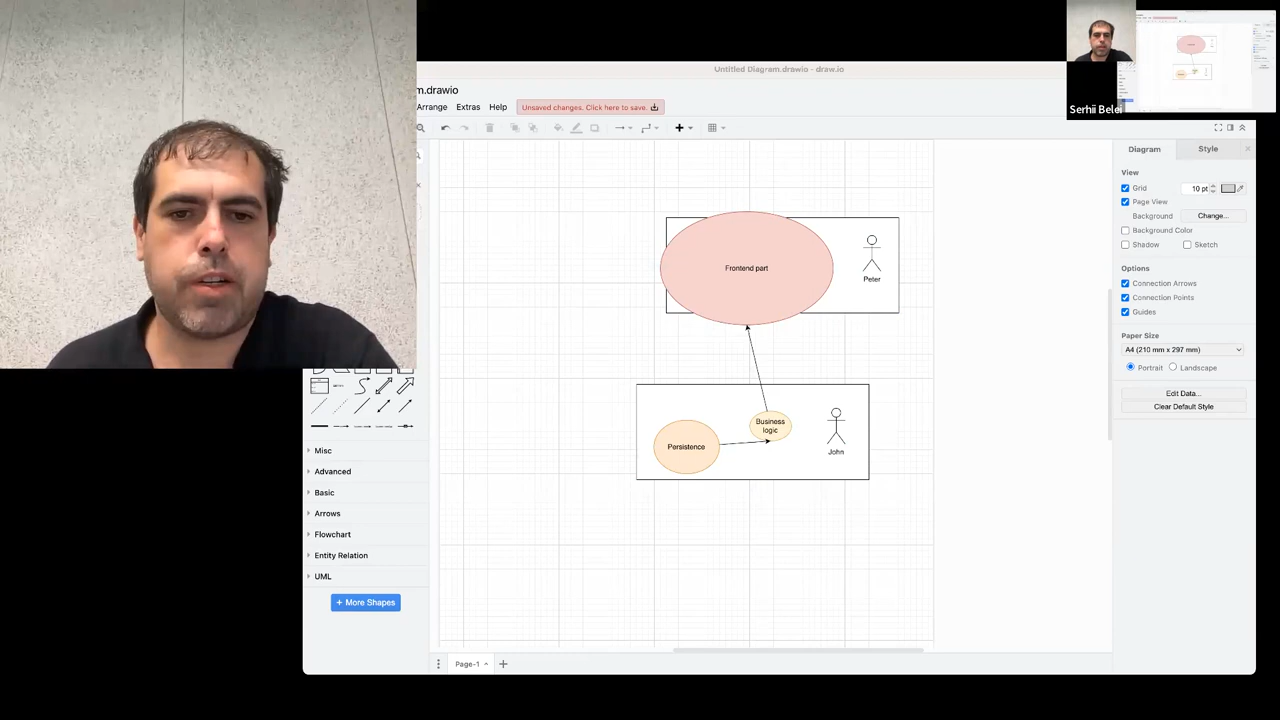 Serhii Belei
Untitled Diagram.drawio - draw.io
m.drawio
Arrange Extras Help Unsaved changes. Click here to save.
Diagram Style
View
Grid 10 pt
Page View
Background Change...
Background Color
Shadow Sketch
Options
Connection Arrows
Connection Points
Guides
Paper Size
A4 (210 mm x 297 mm)
Portrait Landscape
Edit Data...
Clear Default Style
Frontend part
Peter
Business
logic
Persistence
John
Misc
Advanced
Basic
Arrows
Flowchart
Entity Relation
UML
+ More Shapes
Page-1